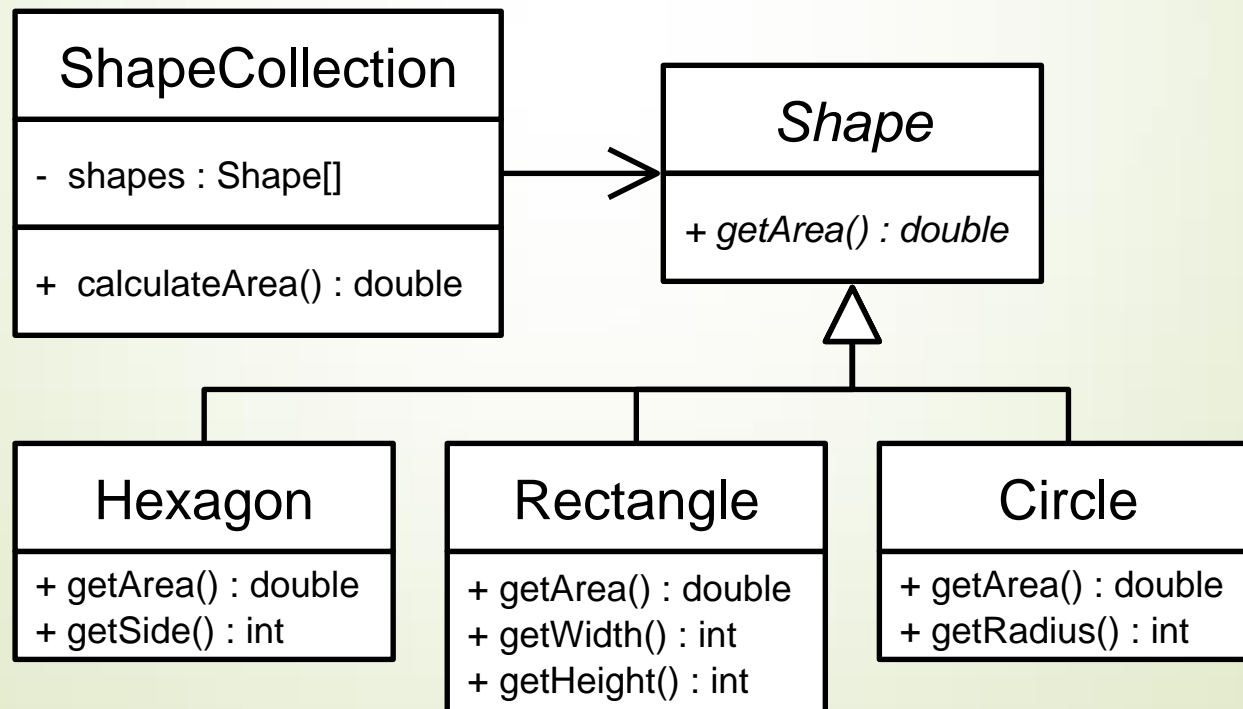 ShapeCollection
- shapes : Shape[]
+ calculateArea() : double
Shape
+ getArea() : double
Hexagon
+ getArea() : double
+ getSide() : int
Rectangle
+ getArea() : double
+ getWidth() : int
+ getHeight() : int
Circle
+ getArea() : double
+ getRadius() : int